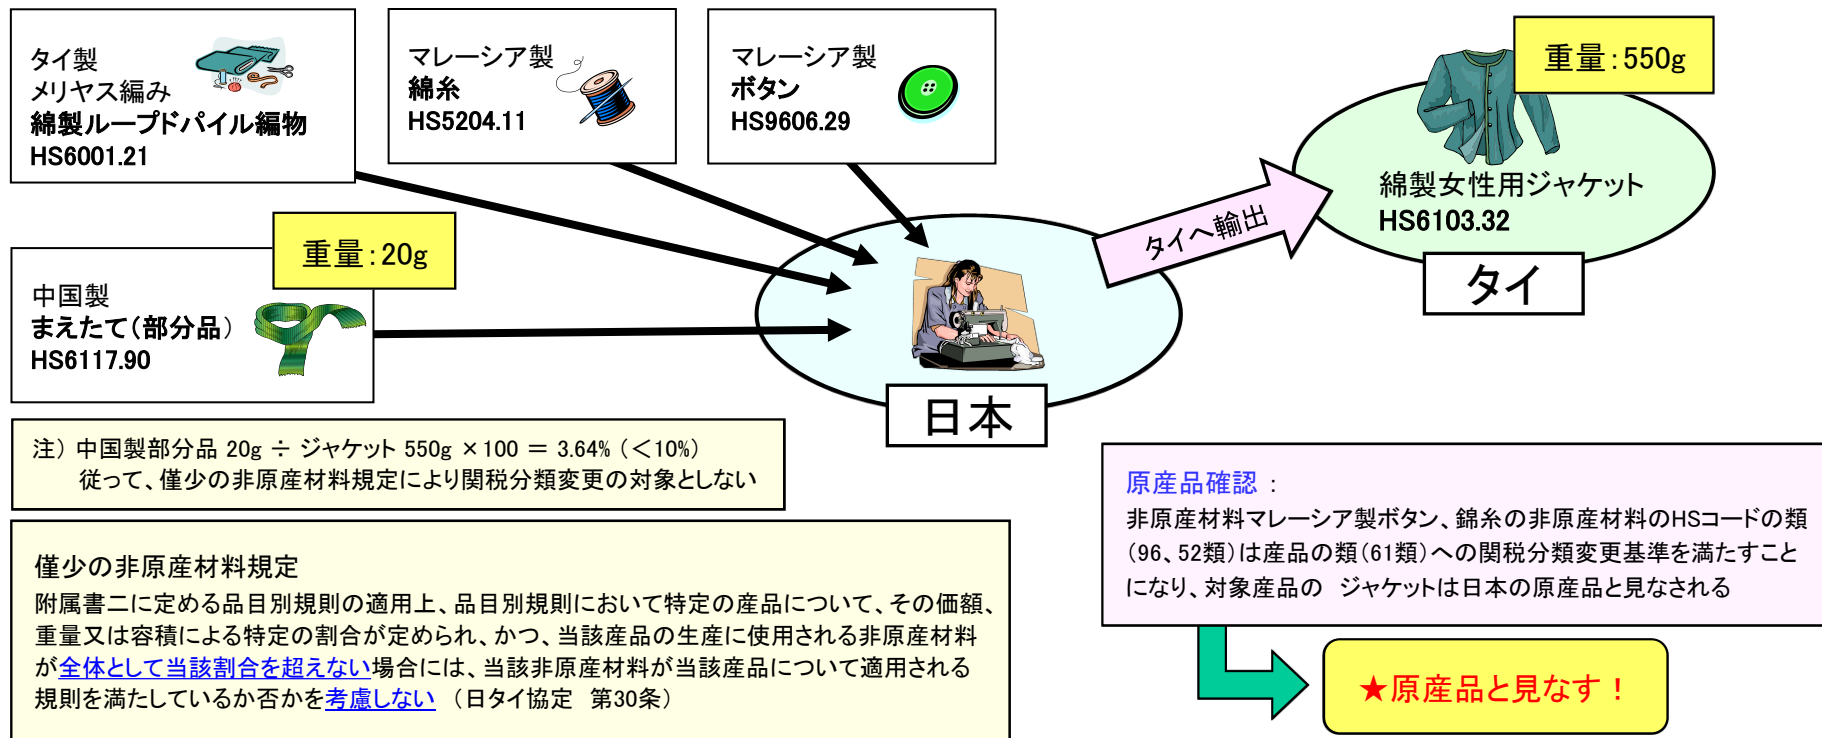 タイ製
メリヤス編み
綿製ループドパイル編物
HS6001.21
マレーシア製
綿糸
HS5204.11
マレーシア製
ボタン
HS9606.29
重量：550g
綿製女性用ジャケット
HS6103.32
タイ
タイへ輸出
重量：20g
中国製
まえたて（部分品）
HS6117.90
日本
注） 中国製部分品 20g ÷ ジャケット 550g ×100 ＝ 3.64% （＜10%）
従って、僅少の非原産材料規定により関税分類変更の対象としない
僅少の非原産材料規定
附属書二に定める品目別規則の適用上、品目別規則において特定の産品について、その価額、
重量又は容積による特定の割合が定められ、かつ、当該産品の生産に使用される非原産材料
が全体として当該割合を超えない場合には、当該非原産材料が当該産品について適用される
規則を満たしているか否かを考慮しない （日タイ協定 第30条）
原産品確認 ：
非原産材料マレーシア製ボタン、錦糸の非原産材料のHSコードの類
（96、52類）は産品の類（61類）への関税分類変更基準を満たすこと
になり、対象産品の ジャケットは日本の原産品と見なされる
★原産品と見なす！